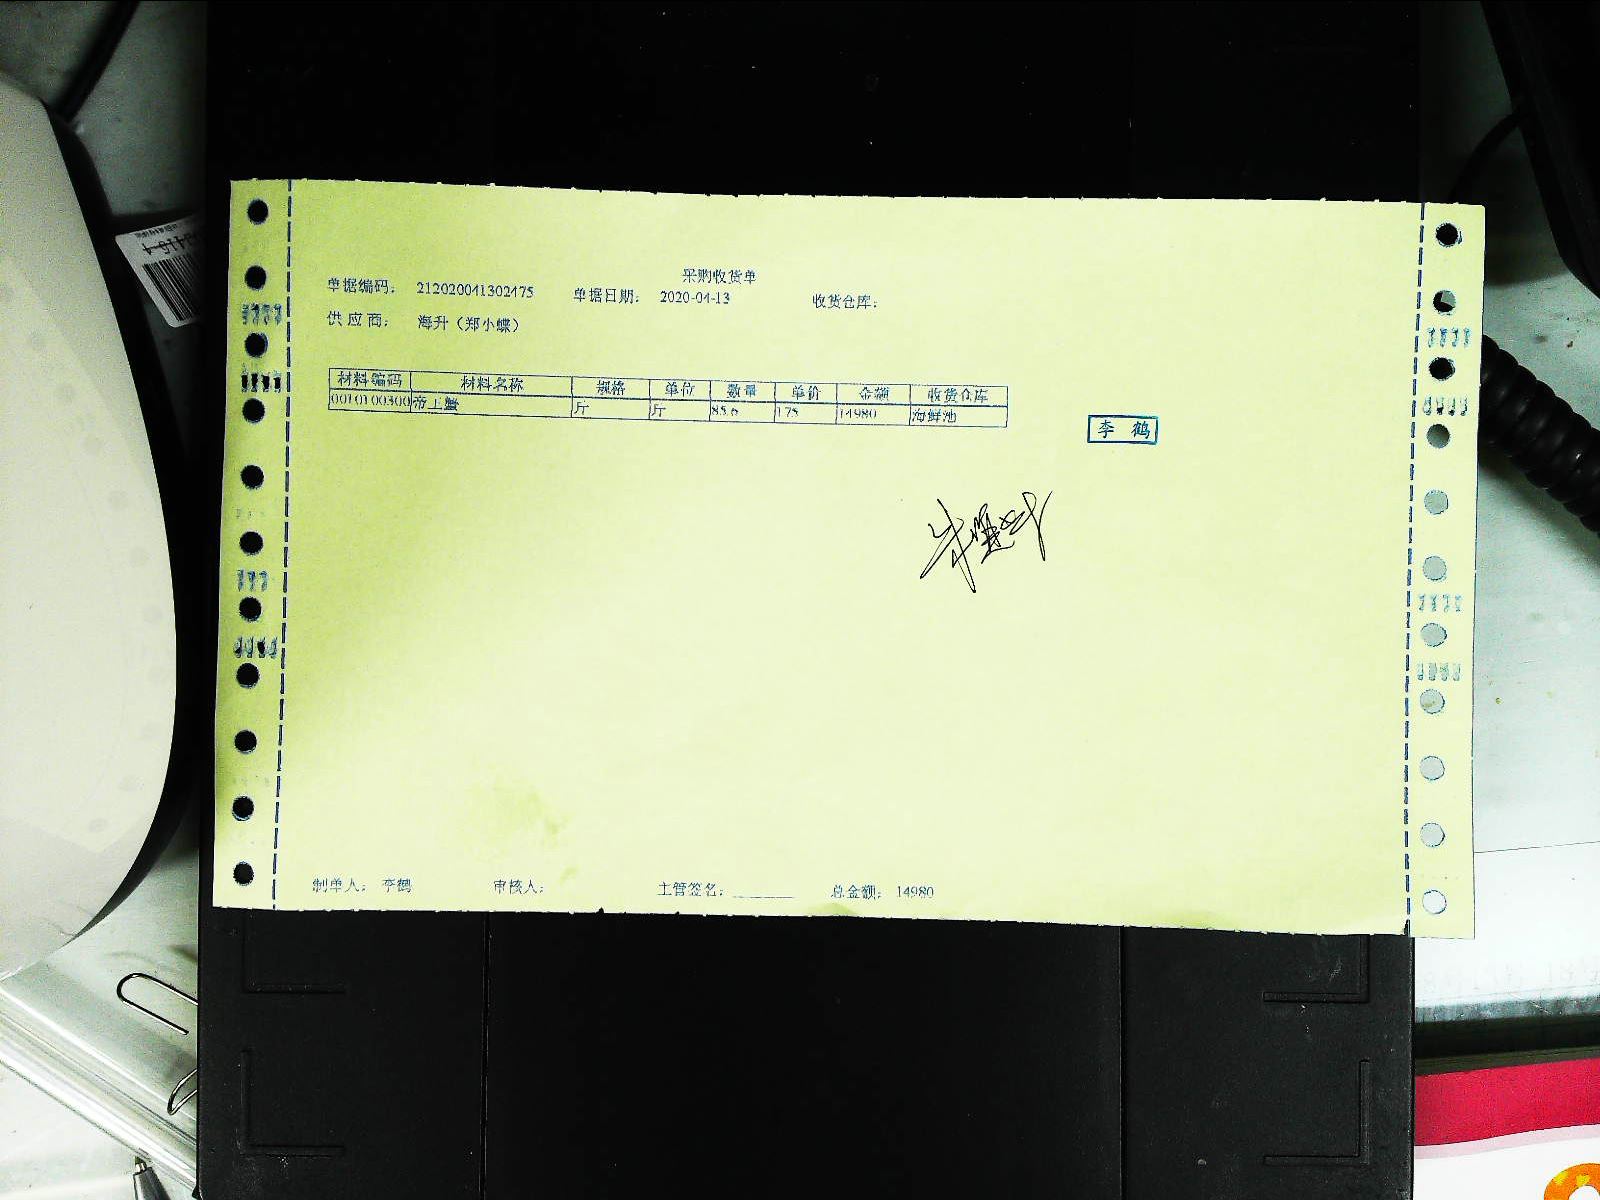 采购收货单
单据编码： 212020041302475 单据日期： 2020-04-13 收货仓库：
供 应 商： 海升（郑小蝶）
材料编码 材料名称 规格 单位 数量 单价 金额 收货仓库
0010100300 帝王蟹 斤 斤 85.6 175 14980 海鲜池
李 鹤
制单人： 李鹤 审核人： 主管签名： 总金额： 14980